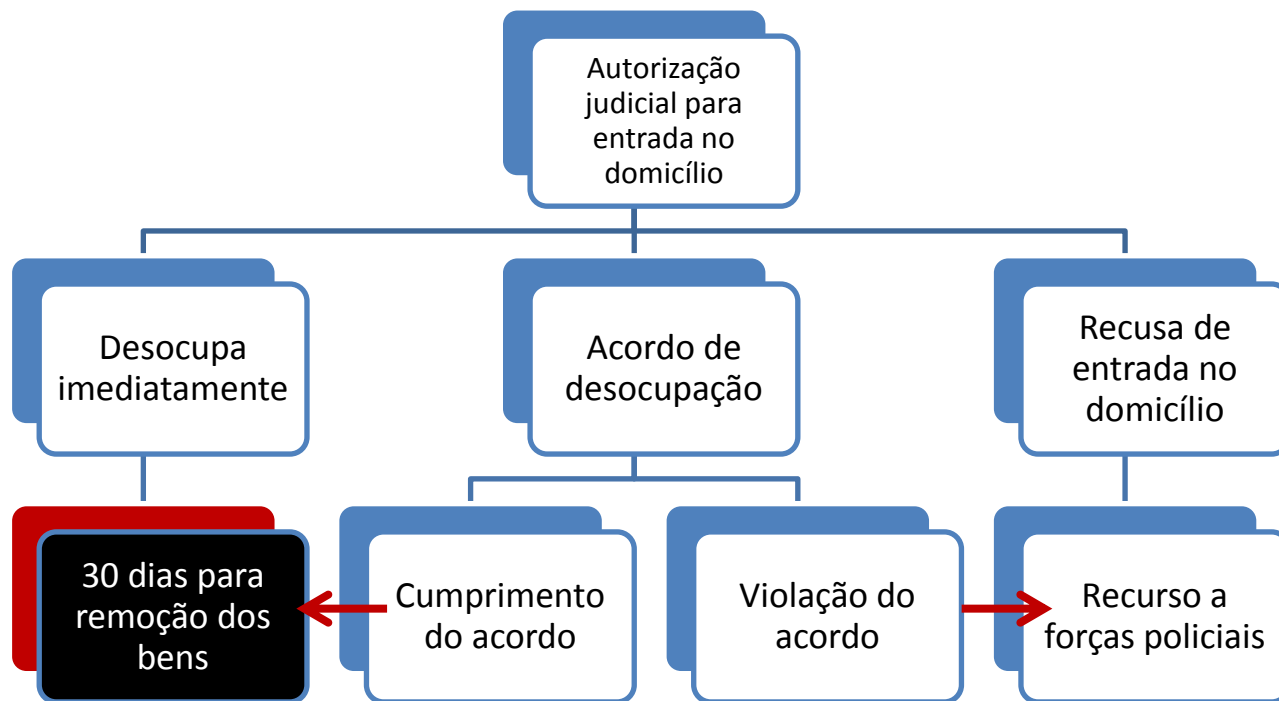 Autorização
judicial para
entrada no
domicílio
Desocupa
imediatamente
Acordo de
desocupação
Recusa de
entrada no
domicílio
30 dias para
remoção dos
bens
Cumprimento
do acordo
Violação do
acordo
Recurso a
forças policiais